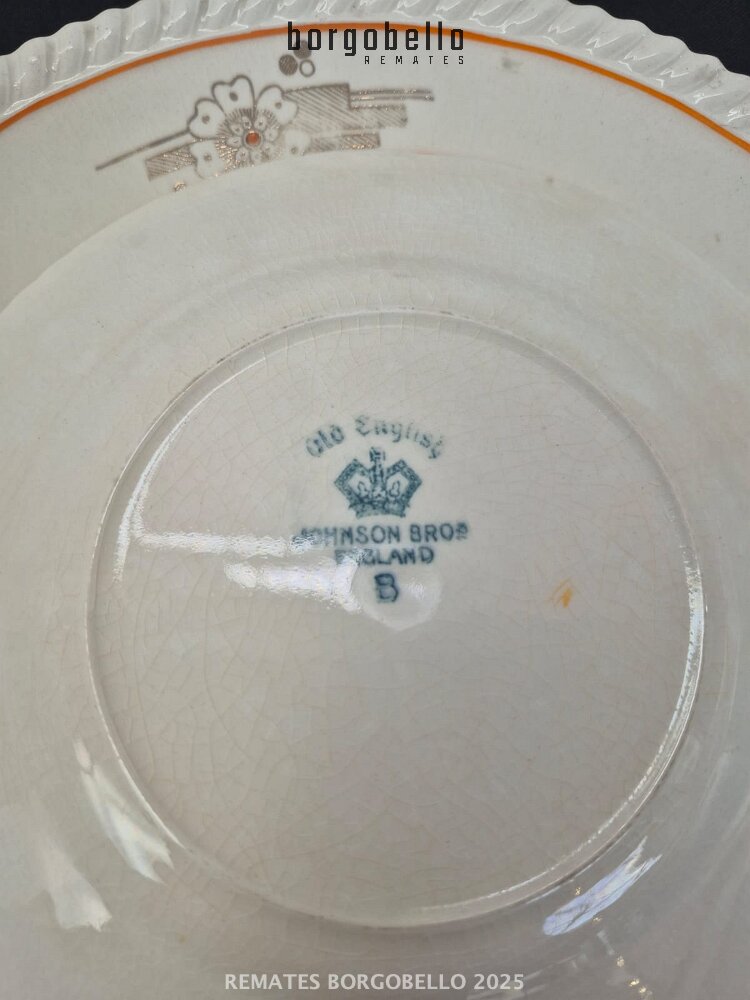 borgobello
REMATES
Old English
JOHNSON BROS
ENGLAND
B
REMATES BORGOBELLO 2025